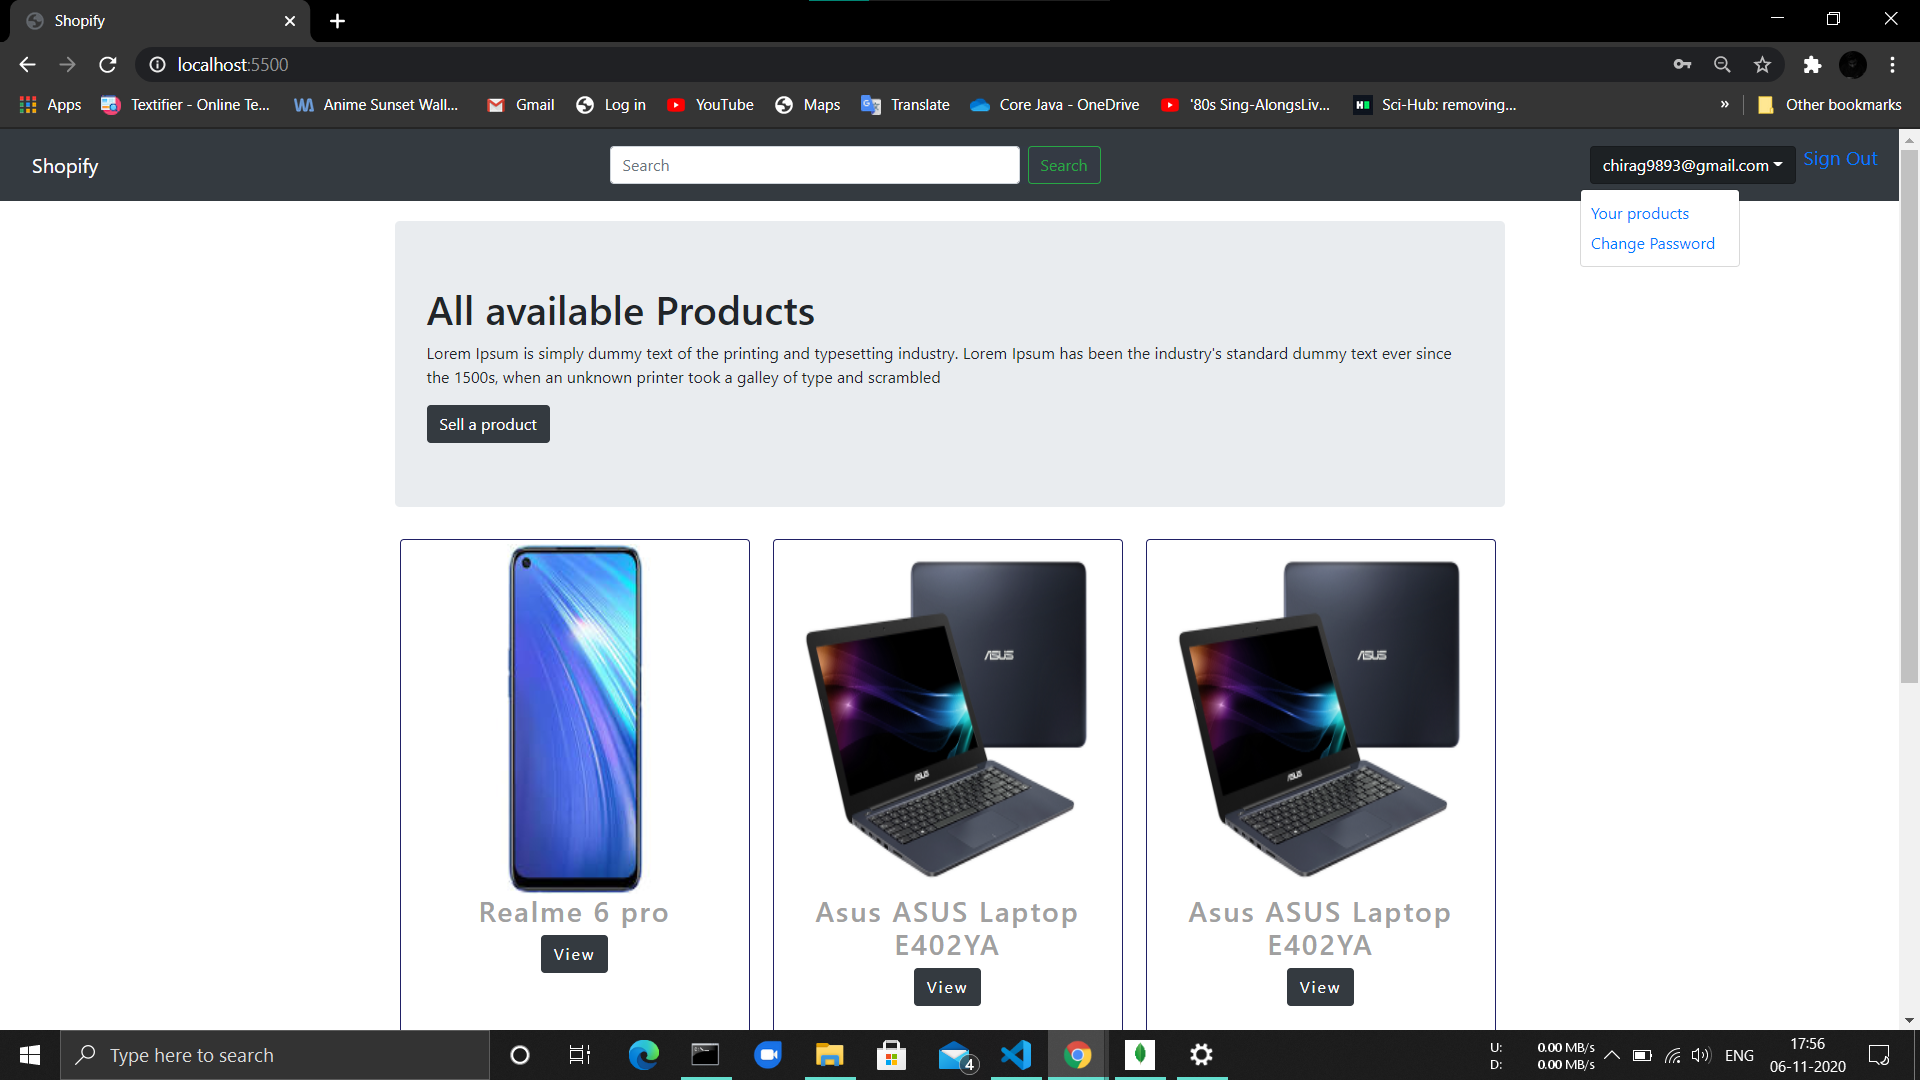 Shopify
localhost:5500
Apps
Textifier - Online Te...
Anime Sunset Wall...
Gmail
Log in
YouTube
Maps
Translate
Core Java - OneDrive
'80s Sing-AlongsLiv...
Sci-Hub: removing...
»
Other bookmarks
Shopify
Search
Search
chirag9893@gmail.com
Sign Out
Your products
Change Password
All available Products
Lorem Ipsum is simply dummy text of the printing and typesetting industry. Lorem Ipsum has been the industry's standard dummy text ever since
the 1500s, when an unknown printer took a galley of type and scrambled
Sell a product
ASUS
ASUS
ASUS
ASUS
Realme 6 pro
View
Asus ASUS Laptop
E402YA
View
Asus ASUS Laptop
E402YA
View
Type here to search
4
U: 0.00 MB/s
D: 0.00 MB/s
ENG
17:56
06-11-2020